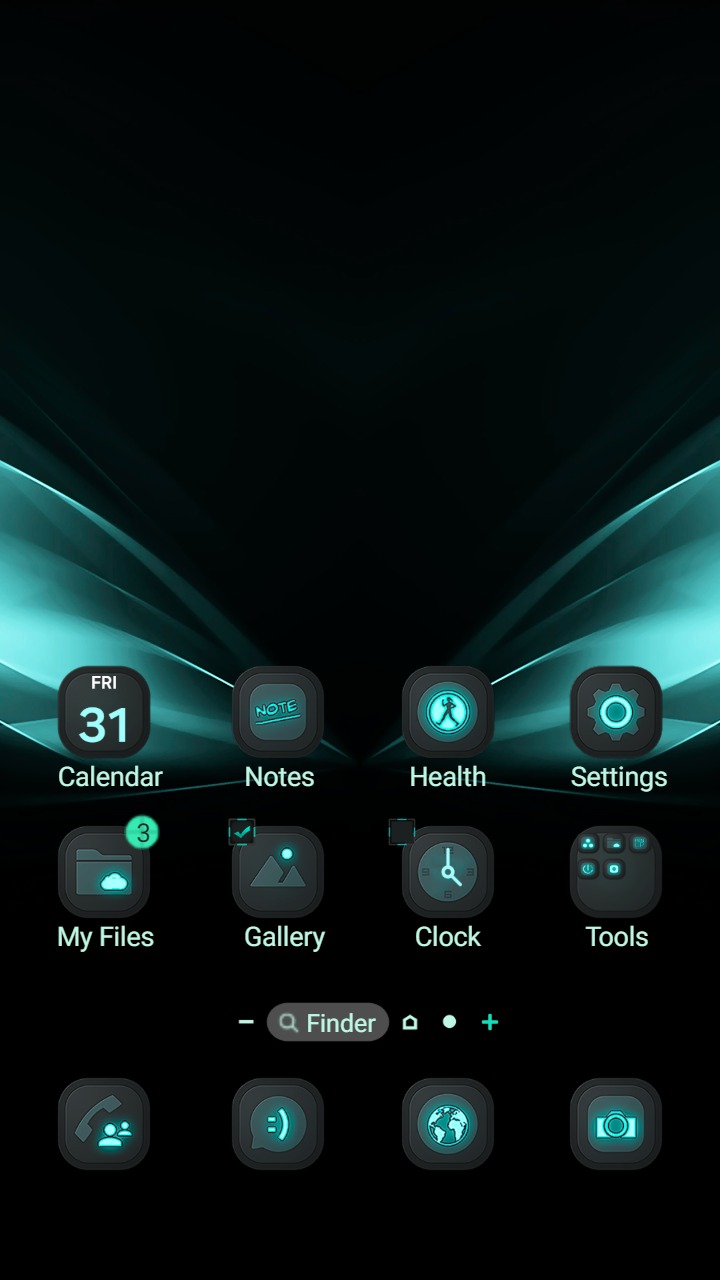 FRI
31
NOTE
Calendar
Notes
Health
Settings
3
My Files
Gallery
Clock
Tools
Finder